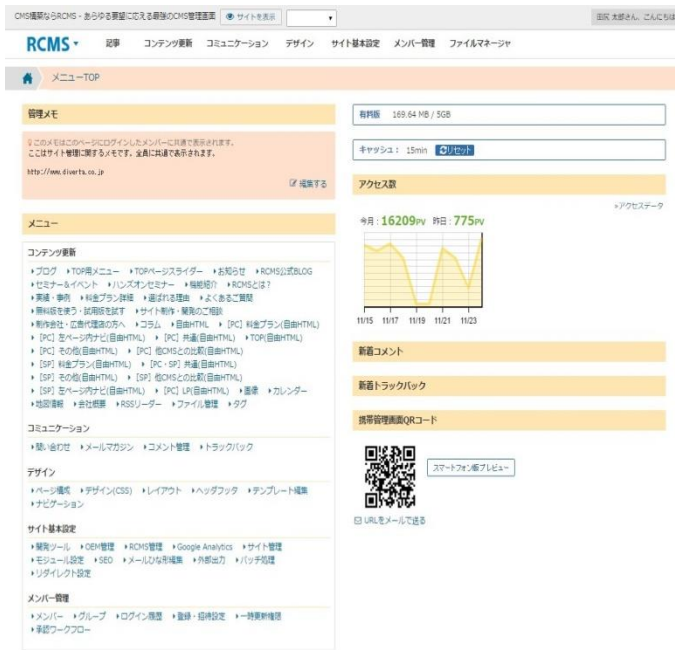 CMS構築ならRCMS・あらゆる要望に応える最強のCMS管理画面 サイトを表示
太郎さん、こんにちは
RCMS 記事 コンテンツ更新 コミュニケーション デザイン サイト基本設定 メンバー管理 ファイルマネージャ
メニューTOP
管理メモ
このメモはこのページにログインしたメンバーに共通で表示されます。
ここはサイト管理に関するメモです。全員に共通で表示されます。
http://www.diverta.co.jp
編集する
メニュー
コンテンツ更新
ブログ TOP用メニュー TOPページスライダー お知らせ RCMS公式BLOG
セミナー&イベント ハンズオンセミナー 機能紹介 RCMSとは?
実績・事例 料金プラン詳細 選ばれる理由 よくあるご質問
無料版を使う・試用版を試す サイト制作・開発のご相談
制作会社・広告代理店の方へ コラム 自由HTML [PC] 料金プラン(自由HTML)
[PC] 左ページ内ナビ(自由HTML) [PC] 共通(自由HTML) TOP(自由HTML)
[PC] その他(自由HTML) [PC] 他CMSとの比較(自由HTML)
[SP] 料金プラン(自由HTML) [PC・SP] 共通(自由HTML)
[SP] その他(自由HTML) [SP] 他CMSとの比較(自由HTML)
[SP] 左ページ内ナビ(自由HTML) [PC] LP(自由HTML) 画像 カレンダー
地図情報 会社概要 RSSリーダー ファイル管理 タグ
コミュニケーション
問い合わせ メールマガジン コメント管理 トラックバック
デザイン
ページ構成 デザイン(CSS) レイアウト ヘッダフッタ テンプレート編集
ナビゲーション
サイト基本設定
開発ツール OEM管理 RCMS管理 Google Analytics サイト管理
モジュール設定 SEO メールひな形編集 外部出力 バッチ処理
リダイレクト設定
メンバー管理
メンバー グループ ログイン履歴 登録・招待設定 一時更新権限
承認ワークフロー
有料版 169.64 MB / 5GB
キャッシュ: 15min リセット
アクセス数
»アクセスデータ
今月:16209PV 昨日:775PV
11/15 11/17 11/19 11/21 11/23
新着コメント
新着トラックバック
携帯管理画面QRコード
スマートフォン版プレビュー
URLをメールで送る